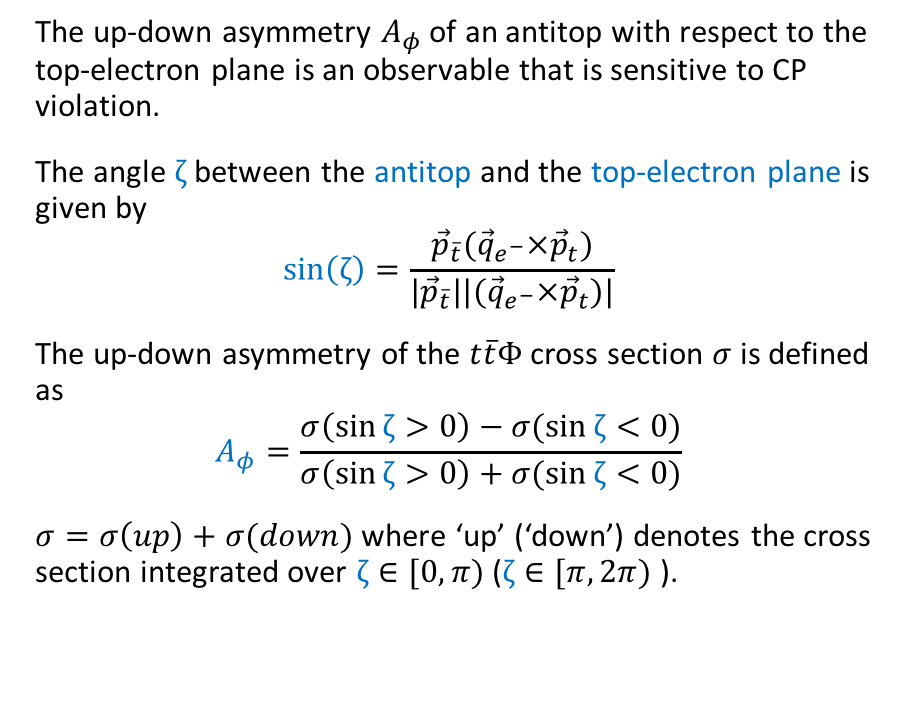 The up-down asymmetry 𝐴𝜙 of an antitop with respect to the
top-electron plane is an observable that is sensitive to CP
violation.
The angle ζ between the antitop and the top-electron plane is
given by
sin(ζ) = p⃗_t̄(q⃗_e⁻×p⃗_t) / |p⃗_t̄||(q⃗_e⁻×p⃗_t)|
The up-down asymmetry of the tt̄Φ cross section σ is defined
as
A_ϕ = σ(sin ζ > 0) − σ(sin ζ < 0) / σ(sin ζ > 0) + σ(sin ζ < 0)
σ = σ(up) + σ(down) where ‘up’ (‘down’) denotes the cross
section integrated over ζ ∈ [0, π) (ζ ∈ [π, 2π) ).